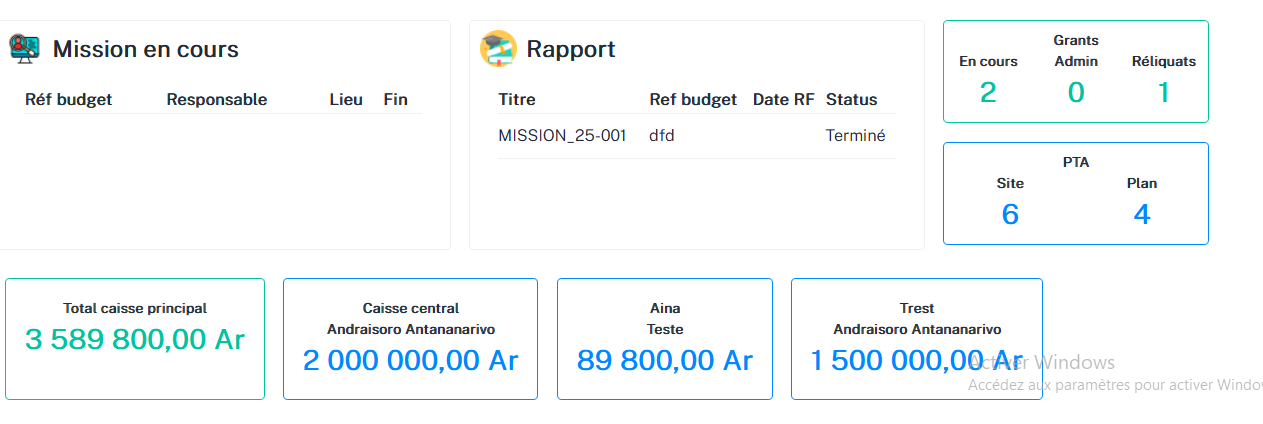 Mission en cours
Réf budget Responsable Lieu Fin
Rapport
Titre Ref budget Date RF Status
MISSION_25-001 dfd Terminé
Grants
En cours Admin Réliquats
2 0 1
PTA
Site Plan
6 4
Total caisse principal
3 589 800,00 Ar
Caisse central
Andraisoro Antananarivo
2 000 000,00 Ar
Aina
Teste
89 800,00 Ar
Trest
Andraisoro Antananarivo
1 500 000,00 Ar
Activer Windows
Accédez aux paramètres pour activer Windo